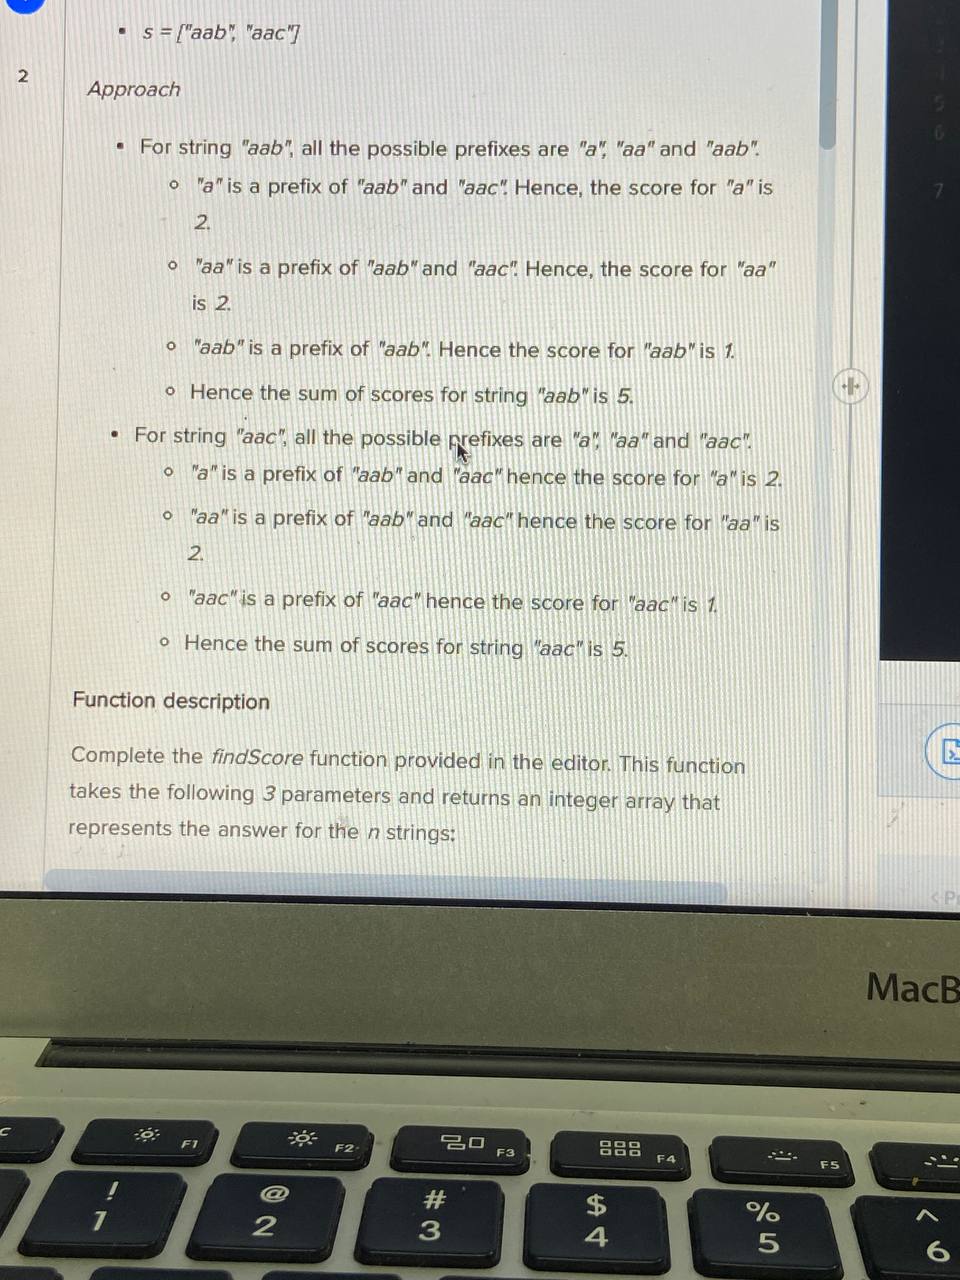 s = ["aab", "aac"]
2
Approach
For string "aab", all the possible prefixes are "a", "aa" and "aab".
"a" is a prefix of "aab" and "aac". Hence, the score for "a" is
2.
"aa" is a prefix of "aab" and "aac". Hence, the score for "aa"
is 2.
"aab" is a prefix of "aab". Hence the score for "aab" is 1.
Hence the sum of scores for string "aab" is 5.
For string "aac", all the possible prefixes are "a", "aa" and "aac".
"a" is a prefix of "aab" and "aac" hence the score for "a" is 2.
"aa" is a prefix of "aab" and "aac" hence the score for "aa" is
2.
"aac" is a prefix of "aac" hence the score for "aac" is 1.
Hence the sum of scores for string "aac" is 5.
Function description
Complete the findScore function provided in the editor. This function
takes the following 3 parameters and returns an integer array that
represents the answer for the n strings:
5
6
7
MacB
F1 F2 F3 F4 F5
! @ # $ % ^
1 2 3 4 5 6